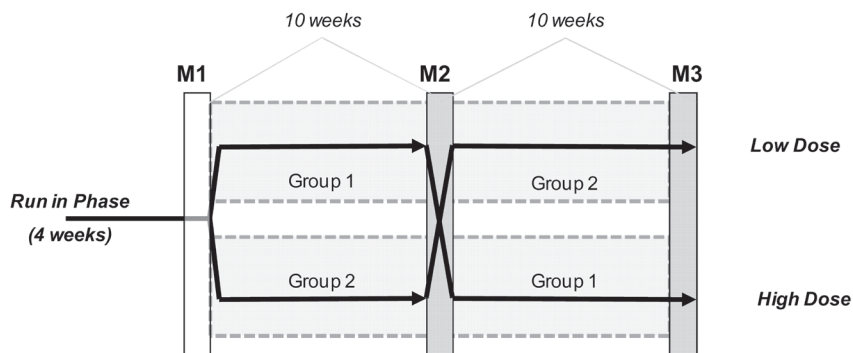 10 weeks
10 weeks
M1
M2
M3
Low Dose
Group 1
Group 2
Run in Phase
(4 weeks)
Group 2
Group 1
High Dose